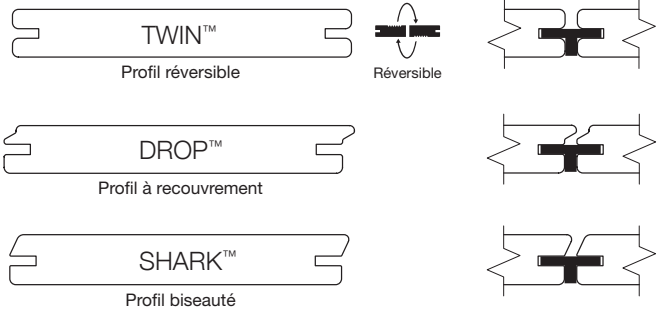 TWIN™
Profil réversible
Réversible
DROP™
Profil à recouvrement
SHARK™
Profil biseauté